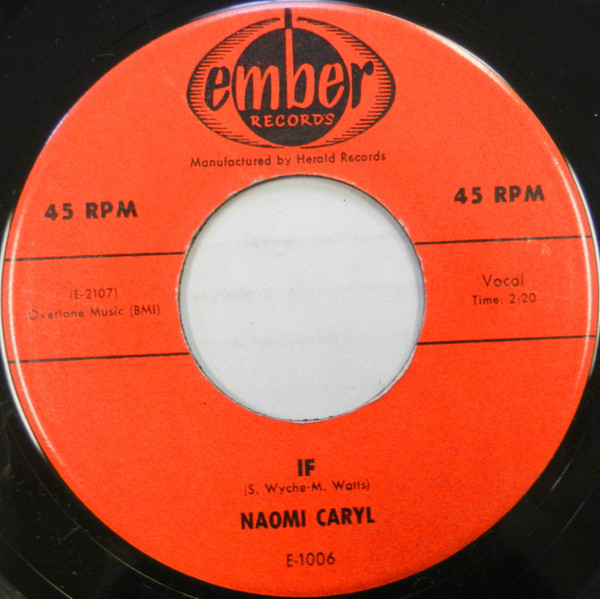 ember
RECORDS
Manufactured by Herald Records
45 RPM
45 RPM
(E-2107)
Overtone Music (BMI)
Vocal
Time: 2:20
IF
(S. Wyche-M. Watts)
NAOMI CARYL
E-1006